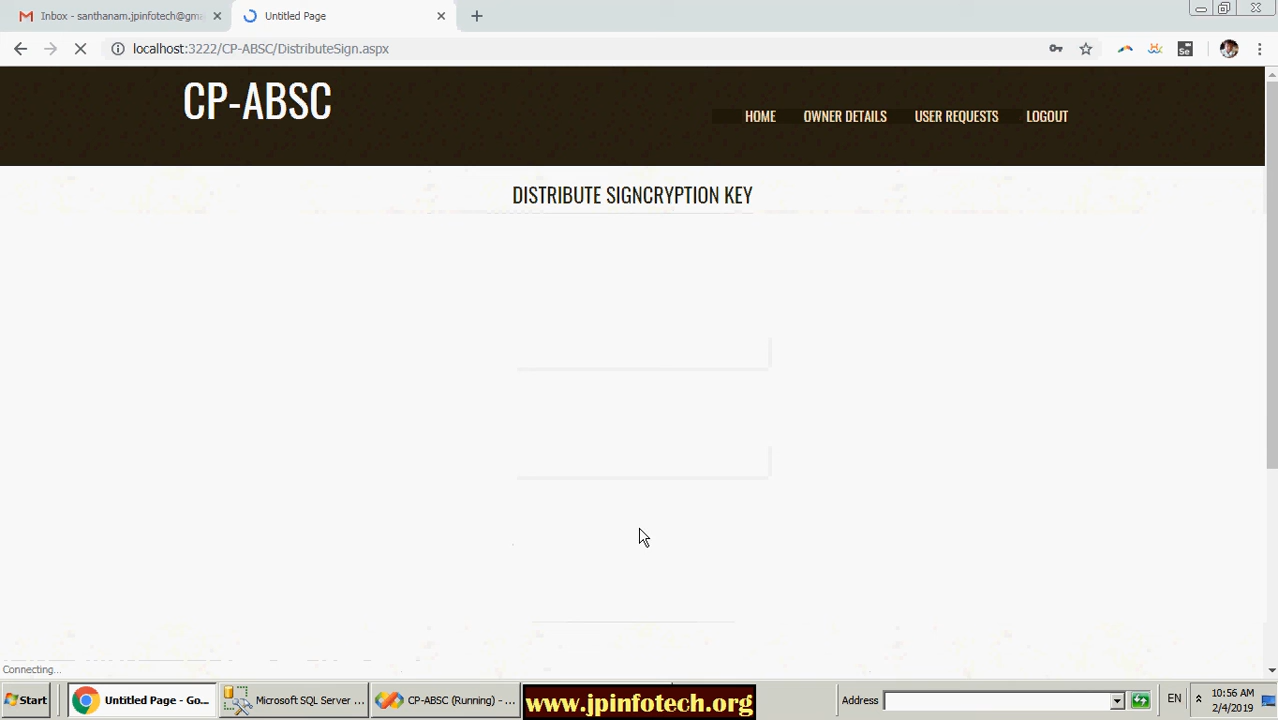 Inbox - santhanam.jpinfotech@gma
Untitled Page
localhost:3222/CP-ABSC/DistributeSign.aspx
Se
CP-ABSC
HOME
OWNER DETAILS
USER REQUESTS
LOGOUT
DISTRIBUTE SIGNCRYPTION KEY
Connecting...
Start
Untitled Page - Go...
Microsoft SQL Server ...
CP-ABSC (Running) - ...
www.jpinfotech.org
Address
EN
10:56 AM
2/4/2019